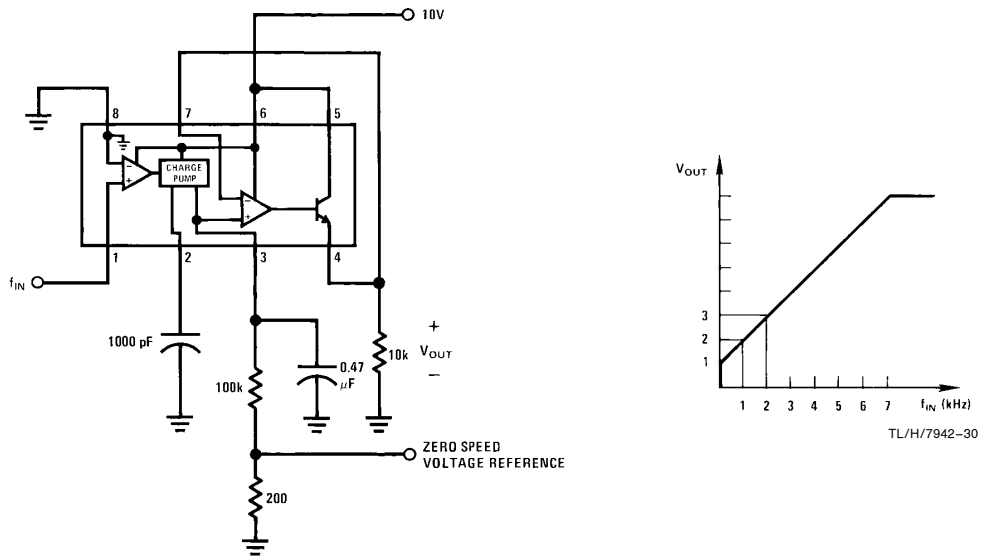 10V
8 7 6 5
CHARGE
PUMP
−
+
−
+
1 2 3 4
fIN
1000 pF
100k
0.47
μF
10k
+
VOUT
−
ZERO SPEED
VOLTAGE REFERENCE
200
VOUT
3
2
1
1 2 3 4 5 6 7 fIN (kHz)
TL/H/7942–30